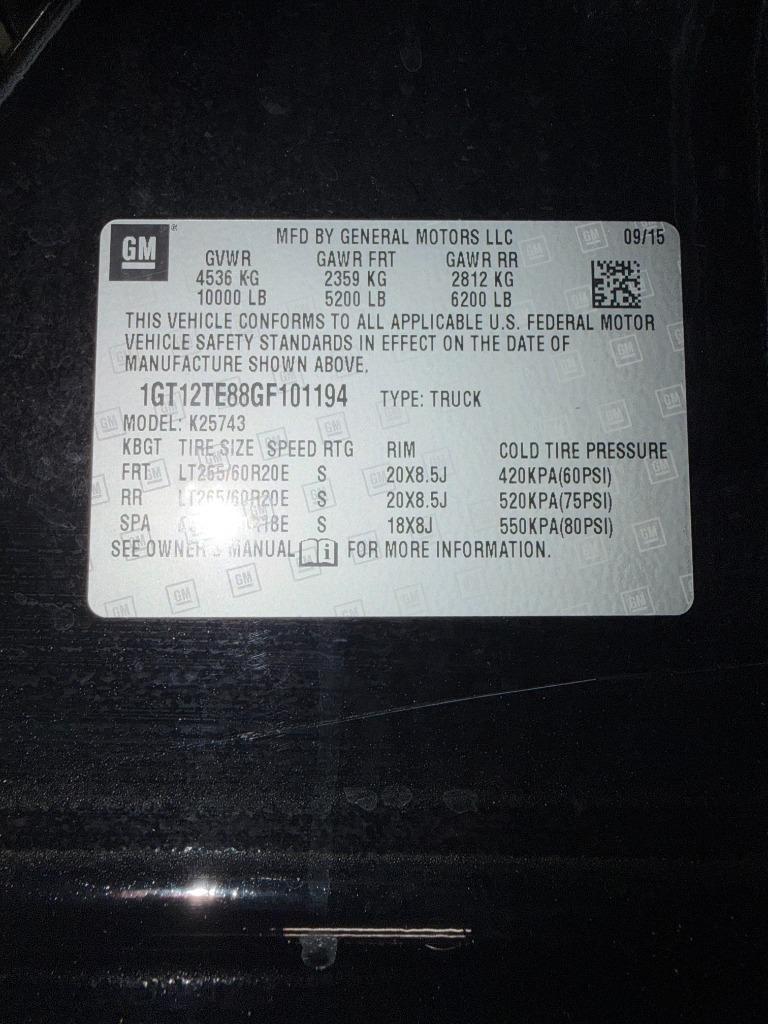 GM ® MFD BY GENERAL MOTORS LLC 09/15
GVWR GAWR FRT GAWR RR
4536 KG 2359 KG 2812 KG
10000 LB 5200 LB 6200 LB
THIS VEHICLE CONFORMS TO ALL APPLICABLE U.S. FEDERAL MOTOR
VEHICLE SAFETY STANDARDS IN EFFECT ON THE DATE OF
MANUFACTURE SHOWN ABOVE.
1GT12TE88GF101194 TYPE: TRUCK
MODEL: K25743
KBGT TIRE SIZE SPEED RTG RIM COLD TIRE PRESSURE
FRT LT265/60R20E S 20X8.5J 420KPA(60PSI)
RR LT265/60R20E S 20X8.5J 520KPA(75PSI)
SPA S 18X8J 550KPA(80PSI)
SEE OWNER'S MANUAL FOR MORE INFORMATION.